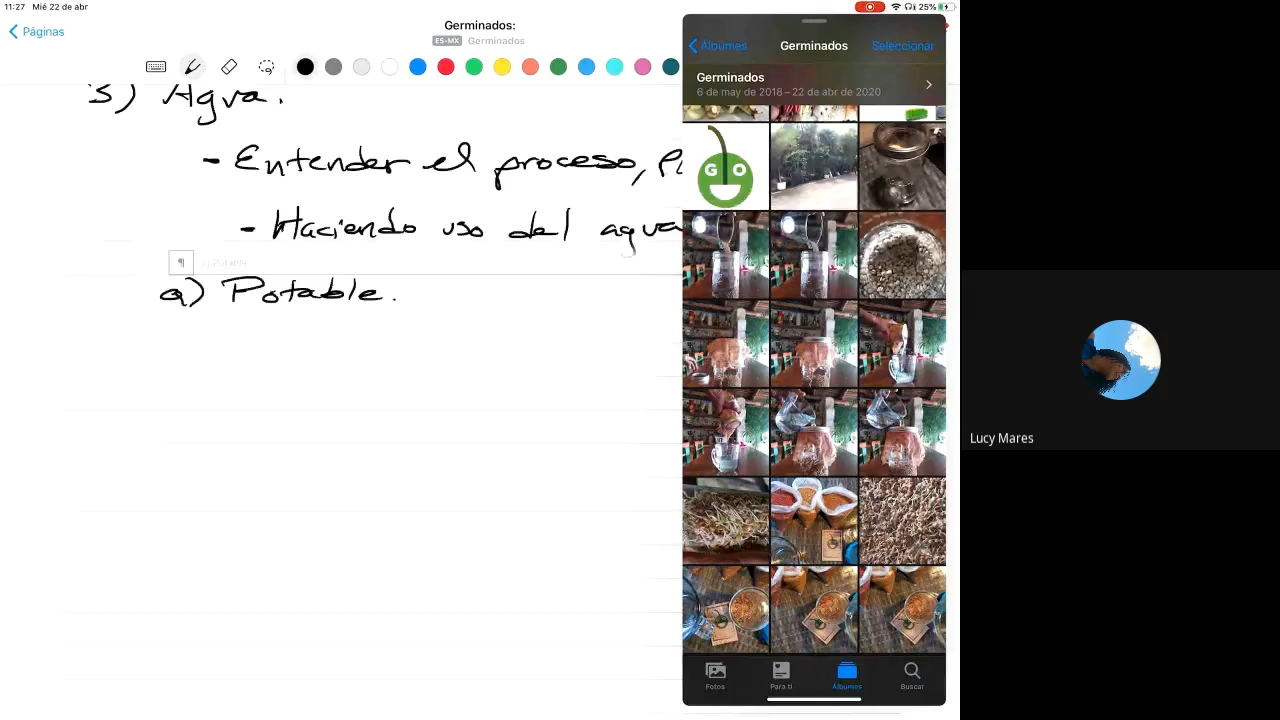 11:27 Mié 22 de abr
25%
Páginas
Germinados:
ES-MX Germinados
3) Agua.
- Entender el proceso,
- Haciendo uso del agua
a) Potable.
Álbumes Germinados Seleccionar
Germinados
6 de may de 2018 – 22 de abr de 2020
G O
Fotos Para ti Álbumes Buscar
Lucy Mares